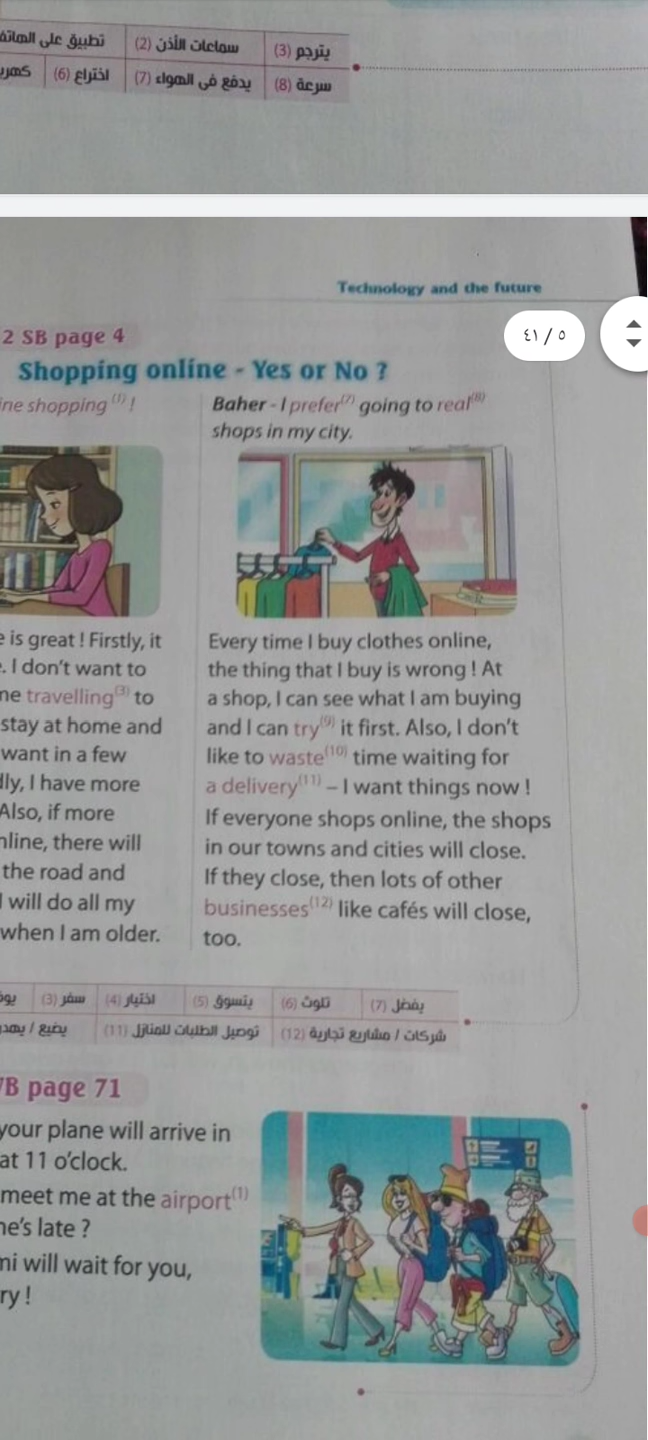 يترجم (3) سماعات الأذن (2) تطبيق على
سرعة (8) يدفع فى الهواء (7) اختراع (6)
Technology and the future
٤١ / ٥
2 SB page 4
Shopping online - Yes or No ?
shopping (1) !
is great ! Firstly, it
. I don't want to
travelling(3) to
stay at home and
want in a few
I have more
Also, if more
there will
the road and
will do all my
when I am older.
Baher - I prefer(7) going to real(8)
shops in my city.
Every time I buy clothes online,
the thing that I buy is wrong ! At
a shop, I can see what I am buying
and I can try(9) it first. Also, I don't
like to waste(10) time waiting for
a delivery(11) – I want things now !
If everyone shops online, the shops
in our towns and cities will close.
If they close, then lots of other
businesses(12) like cafés will close,
too.
يفضل (7) تلوث (6) يتسوق (5) اختيار (4) سفر (3)
شركات / مشاريع تجارية (12) توصيل الطلبات للمنازل (11) يضيع /
page 71
your plane will arrive in
at 11 o'clock.
meet me at the airport(1)
late ?
will wait for you,